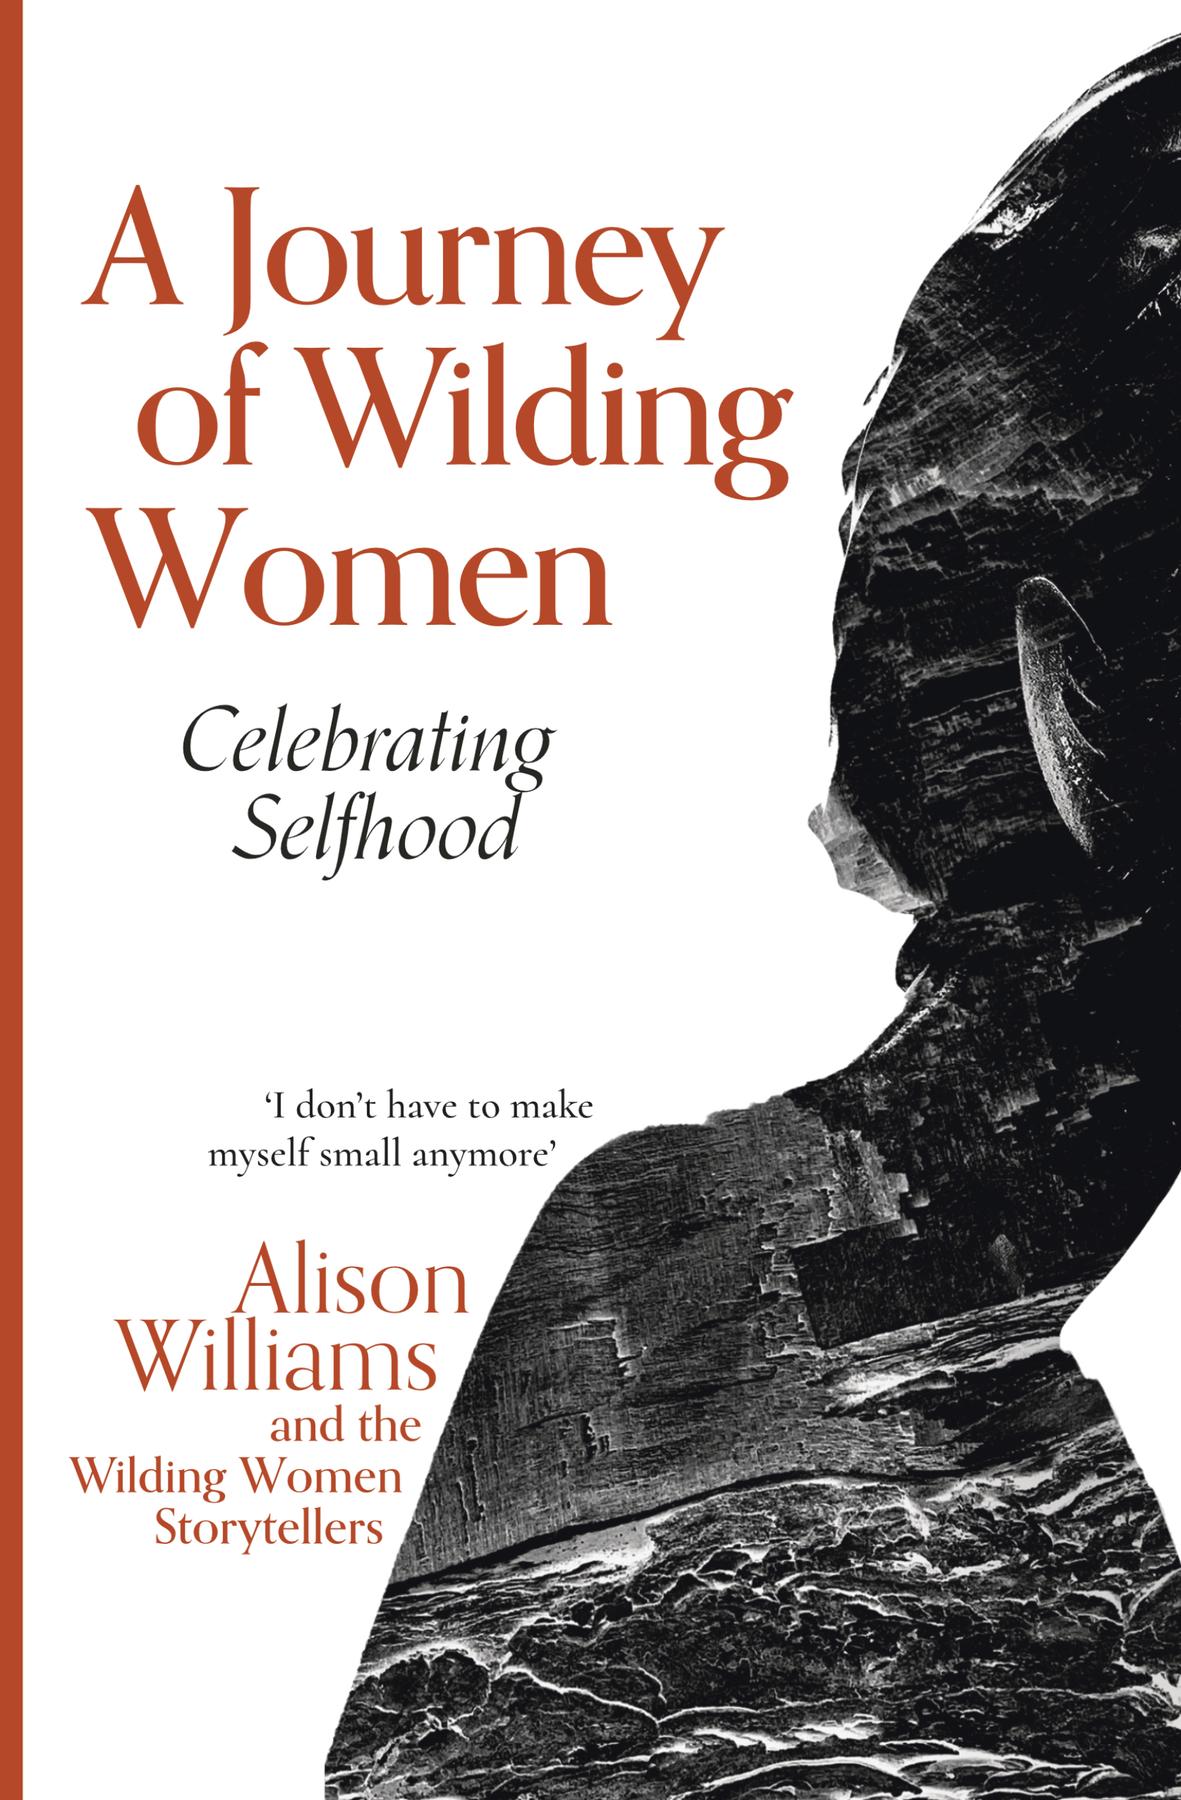 A Journey
of Wilding
Women
Celebrating
Selfhood
‘I don’t have to make
myself small anymore’
Alison
Williams
and the
Wilding Women
Storytellers